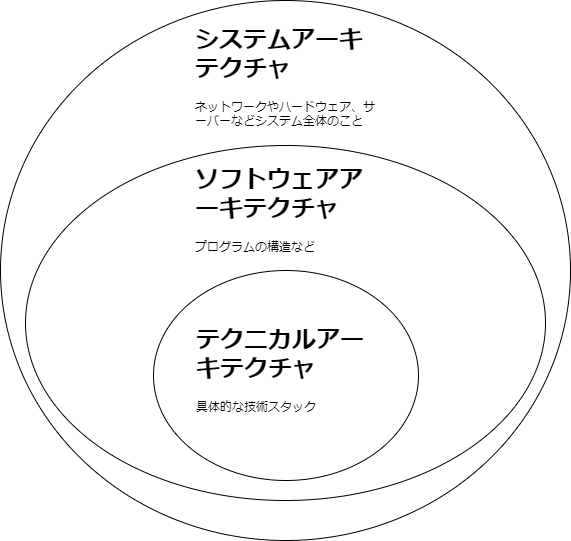 システムアーキ
テクチャ
ネットワークやハードウェア、サ
ーバーなどシステム全体のこと
ソフトウェアア
ーキテクチャ
プログラムの構造など
テクニカルアー
キテクチャ
具体的な技術スタック